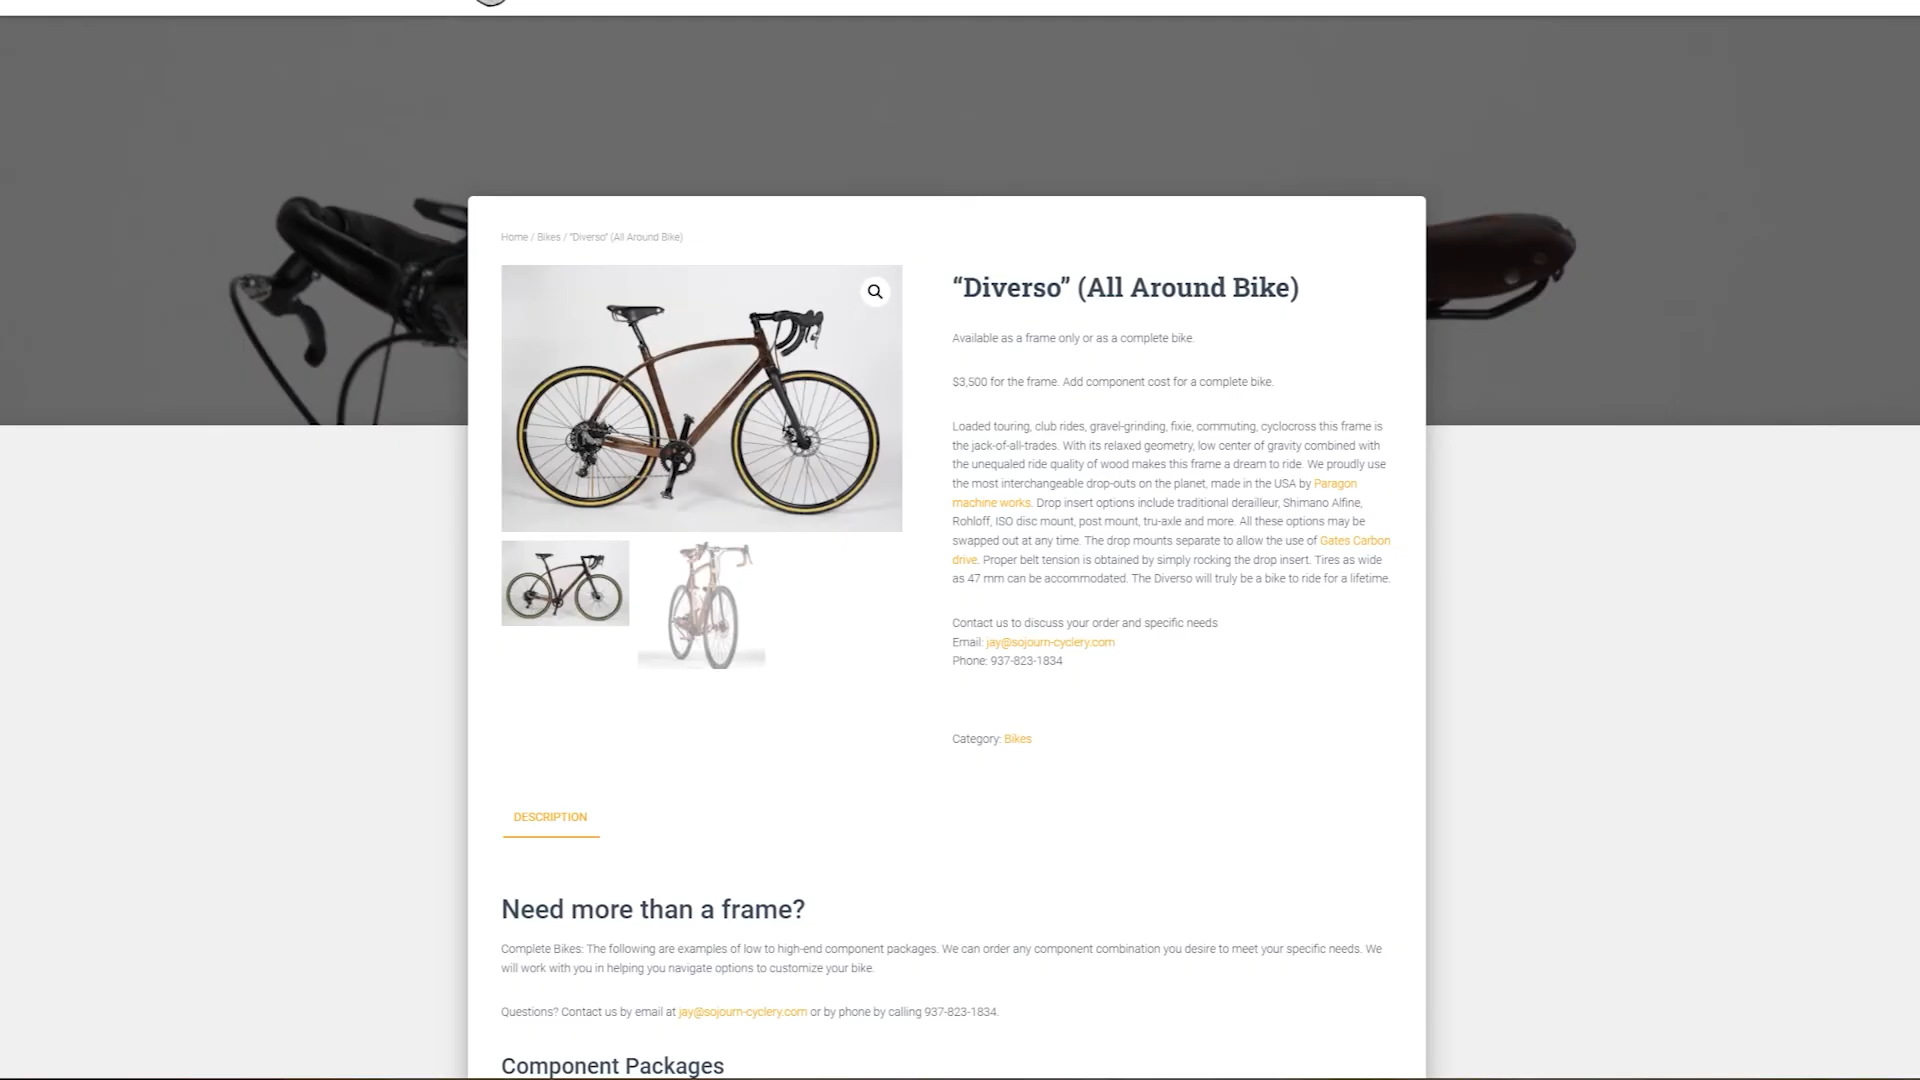 Home / Bikes / “Diverso” (All Around Bike)
“Diverso” (All Around Bike)
Available as a frame only or as a complete bike.
$3,500 for the frame. Add component cost for a complete bike.
Loaded touring, club rides, gravel-grinding, fixie, commuting, cyclocross this frame is
the jack-of-all-trades. With its relaxed geometry, low center of gravity combined with
the unequaled ride quality of wood makes this frame a dream to ride. We proudly use
the most interchangeable drop-outs on the planet, made in the USA by Paragon
machine works. Drop insert options include traditional derailleur, Shimano Alfine,
Rohloff, ISO disc mount, post mount, tru-axle and more. All these options may be
swapped out at any time. The drop mounts separate to allow the use of Gates Carbon
drive. Proper belt tension is obtained by simply rocking the drop insert. Tires as wide
as 47 mm can be accommodated. The Diverso will truly be a bike to ride for a lifetime.
Contact us to discuss your order and specific needs
Email: jay@sojourn-cyclery.com
Phone: 937-823-1834
Category: Bikes
DESCRIPTION
Need more than a frame?
Complete Bikes: The following are examples of low to high-end component packages. We can order any component combination you desire to meet your specific needs. We
will work with you in helping you navigate options to customize your bike.
Questions? Contact us by email at jay@sojourn-cyclery.com or by phone by calling 937-823-1834.
Component Packages